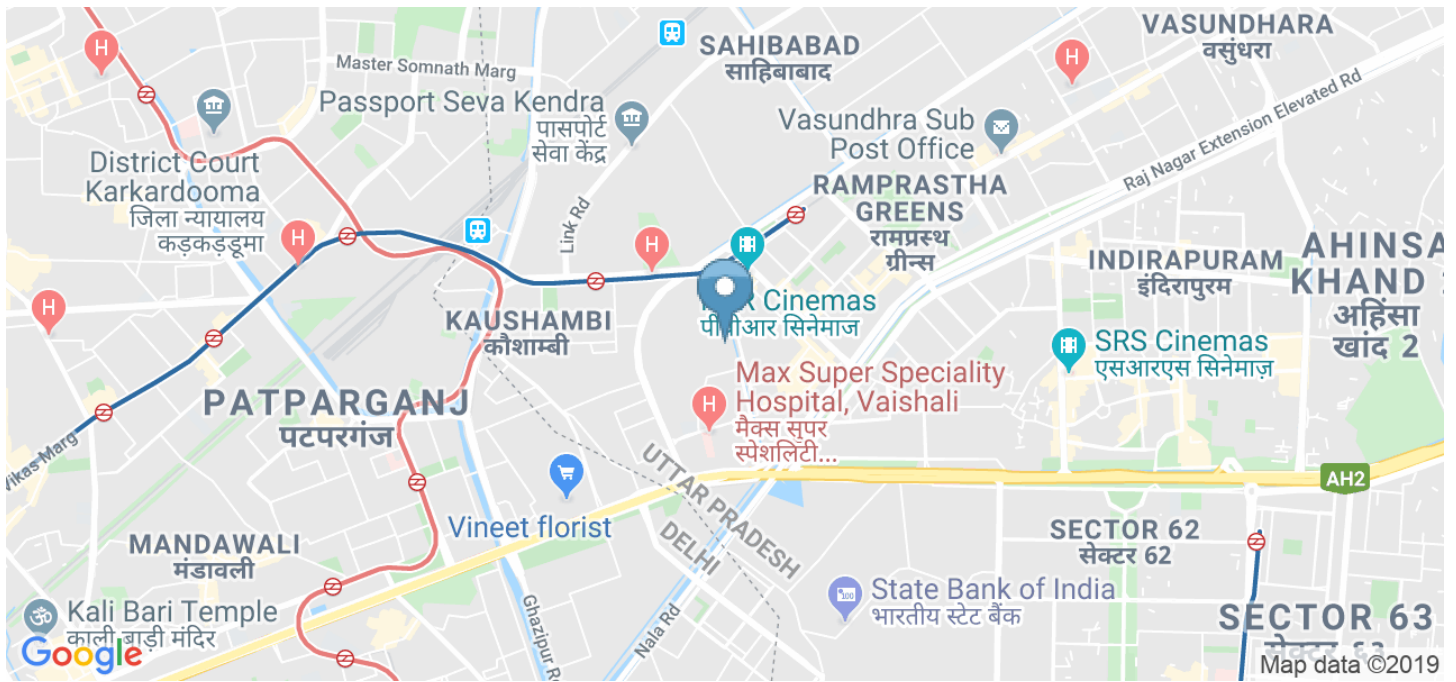 VASUNDHARA
वसुंधरा
SAHIBABAD
साहिबाबाद
Master Somnath Marg
Passport Seva Kendra
पासपोर्ट
सेवा केंद्र
Vasundhra Sub
Post Office
Raj Nagar Extension Elevated Rd
District Court
Karkardooma
जिला न्यायालय
कड़कड़डूमा
Link Rd
RAMPRASTHA
GREENS
रामप्रस्थ
ग्रीन्स
INDIRAPURAM
इंदिरापुरम
AHINSA
KHAND
अहिंसा
खांद 2
Cinemas
सिनेमाज
KAUSHAMBI
कौशाम्बी
SRS Cinemas
एसआरएस सिनेमाज़
Max Super Speciality
Hospital, Vaishali
मैक्स सुपर
स्पेशलिटी...
PATPARGANJ
पटपरगंज
Vikas Marg
AH2
UTTAR PRADESH
DELHI
Vineet florist
SECTOR 62
सेक्टर 62
MANDAWALI
मंडावली
State Bank of India
भारतीय स्टेट बैंक
Kali Bari Temple
काली बाड़ी मंदिर
Ghazipur
Nala Rd
SECTOR 63
Google
Map data ©2019
H
H
H
H
H
H
100
ॐ